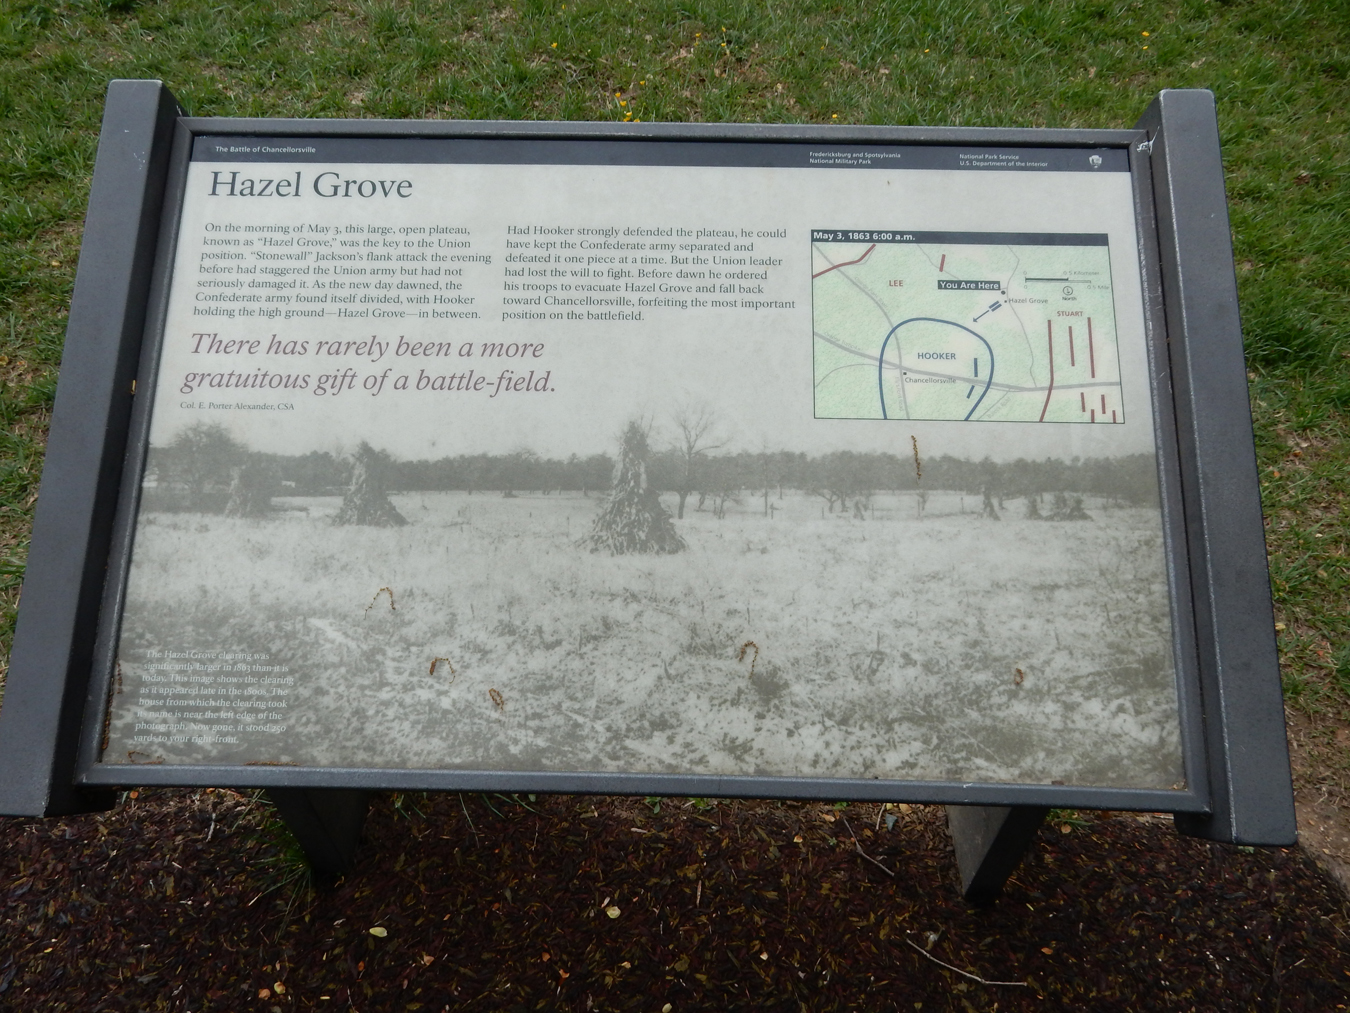 The Battle of Chancellorsville
Fredericksburg and Spotsylvania
National Military Park
National Park Service
U.S. Department of the Interior
Hazel Grove
On the morning of May 3, this large, open plateau,
known as “Hazel Grove,” was the key to the Union
position. “Stonewall” Jackson’s flank attack the evening
before had staggered the Union army but had not
seriously damaged it. As the new day dawned, the
Confederate army found itself divided, with Hooker
holding the high ground—Hazel Grove—in between.
Had Hooker strongly defended the plateau, he could
have kept the Confederate army separated and
defeated it one piece at a time. But the Union leader
had lost the will to fight. Before dawn he ordered
his troops to evacuate Hazel Grove and fall back
toward Chancellorsville, forfeiting the most important
position on the battlefield.
There has rarely been a more
gratuitous gift of a battle-field.
Col. E. Porter Alexander, CSA
May 3, 1863 6:00 a.m.
LEE
You Are Here
Hazel Grove
0 0.5 Kilometer
0 0.5 Mile
North
STUART
HOOKER
Chancellorsville
The Hazel Grove clearing was
significantly larger in 1863 than it is
today. This image shows the clearing
as it appeared late in the 1800s. The
house from which the clearing took
its name is near the left edge of the
photograph. Now gone, it stood 250
yards to your right-front.